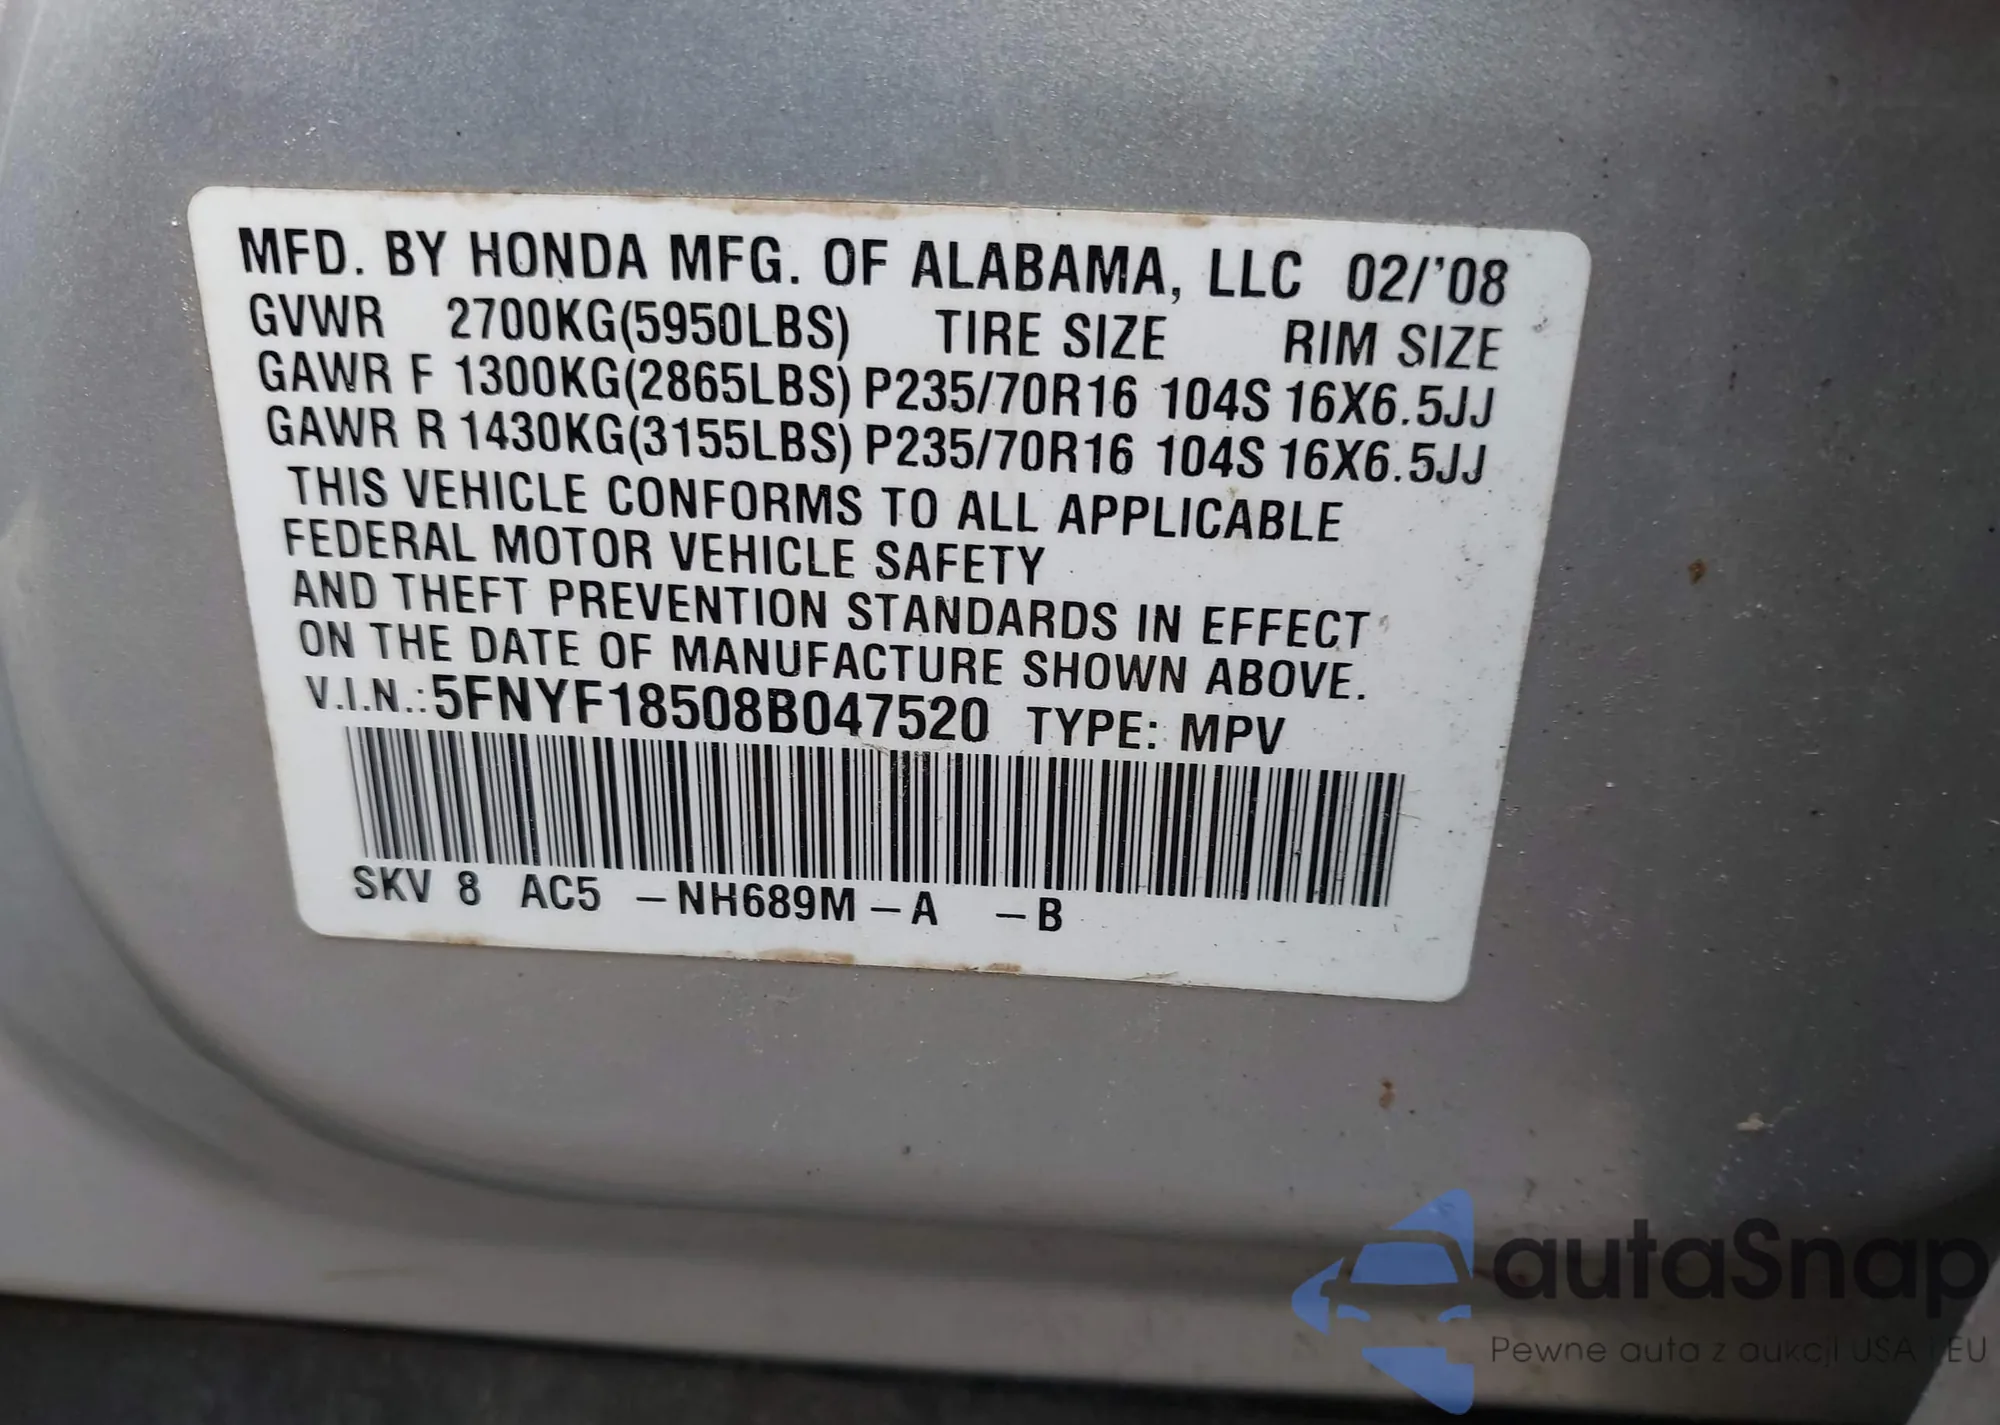 MFD. BY HONDA MFG. OF ALABAMA, LLC 02/'08
GVWR 2700KG(5950LBS) TIRE SIZE RIM SIZE
GAWR F 1300KG(2865LBS) P235/70R16 104S 16X6.5JJ
GAWR R 1430KG(3155LBS) P235/70R16 104S 16X6.5JJ
THIS VEHICLE CONFORMS TO ALL APPLICABLE
FEDERAL MOTOR VEHICLE SAFETY
AND THEFT PREVENTION STANDARDS IN EFFECT
ON THE DATE OF MANUFACTURE SHOWN ABOVE.
V.I.N.: 5FNYF18508B047520 TYPE: MPV
SKV 8 AC5 -NH689M-A -B
autaSnap
Pewne auta z aukcji USA i EU